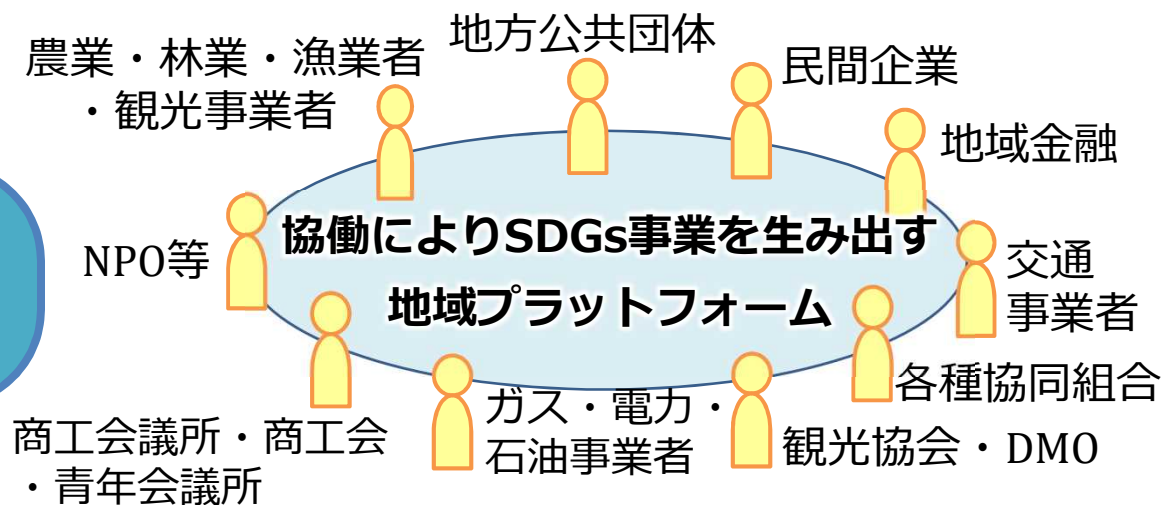 地方公共団体
農業・林業・漁業者
・観光事業者
民間企業
地域金融
協働によりSDGs事業を生み出す
地域プラットフォーム
NPO等
交通
事業者
各種協同組合
ガス・電力・
石油事業者
観光協会・DMO
商工会議所・商工会
・青年会議所